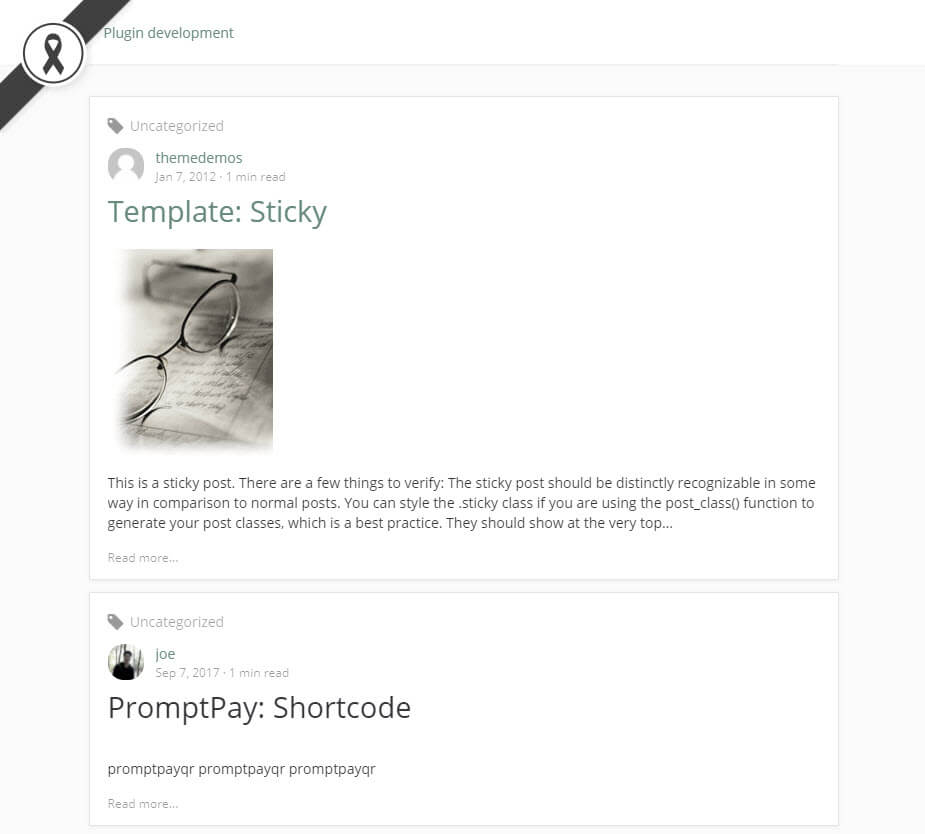 Plugin development
Uncategorized
themedemos
Jan 7, 2012 · 1 min read
Template: Sticky
This is a sticky post. There are a few things to verify: The sticky post should be distinctly recognizable in some
way in comparison to normal posts. You can style the .sticky class if you are using the post_class() function to
generate your post classes, which is a best practice. They should show at the very top...
Read more...
Uncategorized
joe
Sep 7, 2017 · 1 min read
PromptPay: Shortcode
promptpayqr promptpayqr promptpayqr
Read more...